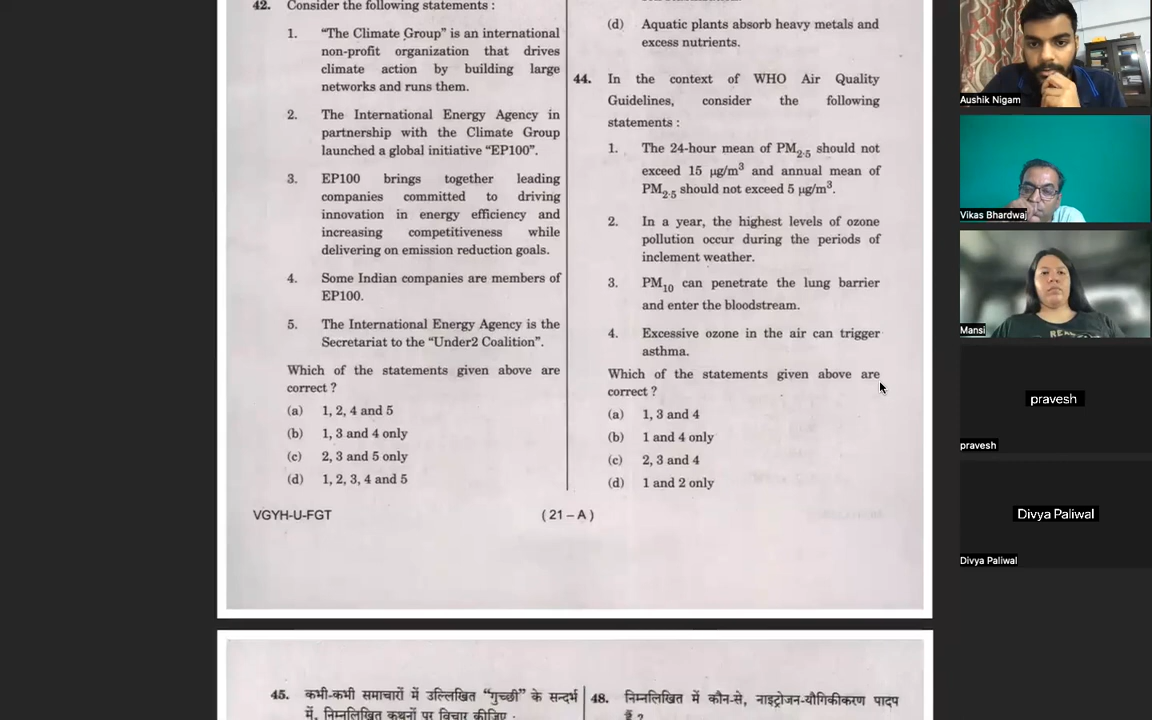 42. Consider the following statements :
1. “The Climate Group” is an international
non-profit organization that drives
climate action by building large
networks and runs them.
2. The International Energy Agency in
partnership with the Climate Group
launched a global initiative “EP100”.
3. EP100 brings together leading
companies committed to driving
innovation in energy efficiency and
increasing competitiveness while
delivering on emission reduction goals.
4. Some Indian companies are members of
EP100.
5. The International Energy Agency is the
Secretariat to the “Under2 Coalition”.
Which of the statements given above are
correct ?
(a) 1, 2, 4 and 5
(b) 1, 3 and 4 only
(c) 2, 3 and 5 only
(d) 1, 2, 3, 4 and 5
(d) Aquatic plants absorb heavy metals and
excess nutrients.
44. In the context of WHO Air Quality
Guidelines, consider the following
statements :
1. The 24-hour mean of PM2·5 should not
exceed 15 µg/m³ and annual mean of
PM2·5 should not exceed 5 µg/m³.
2. In a year, the highest levels of ozone
pollution occur during the periods of
inclement weather.
3. PM10 can penetrate the lung barrier
and enter the bloodstream.
4. Excessive ozone in the air can trigger
asthma.
Which of the statements given above are
correct ?
(a) 1, 3 and 4
(b) 1 and 4 only
(c) 2, 3 and 4
(d) 1 and 2 only
VGYH-U-FGT
( 21 – A )
45. कभी-कभी समाचारों में उल्लिखित “गुच्छी” के सन्दर्भ
में, निम्नलिखित कथनों पर विचार कीजिए :
48. निम्नलिखित में कौन-से, नाइट्रोजन-यौगिकीकरण पादप
हैं ?
Aushik Nigam
Vikas Bhardwaj
Mansi
pravesh
pravesh
Divya Paliwal
Divya Paliwal